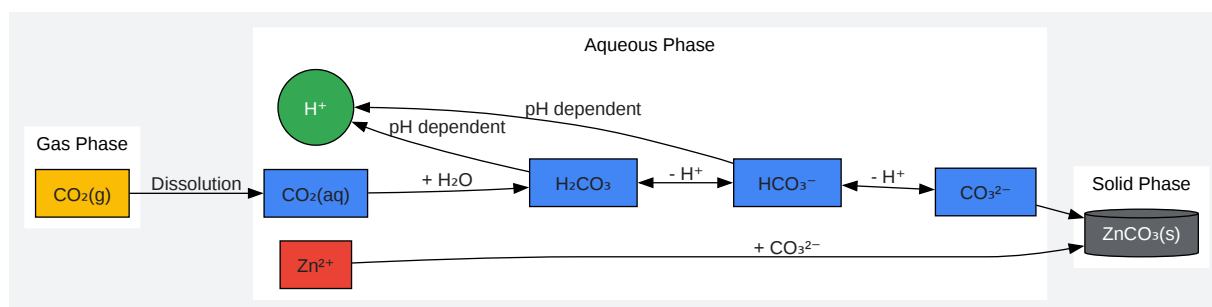 Aqueous Phase
H⁺
pH dependent
pH dependent
Gas Phase
CO₂(g)
Dissolution
CO₂(aq)
+ H₂O
H₂CO₃
- H⁺
HCO₃⁻
- H⁺
CO₃²⁻
Solid Phase
ZnCO₃(s)
Zn²⁺
+ CO₃²⁻